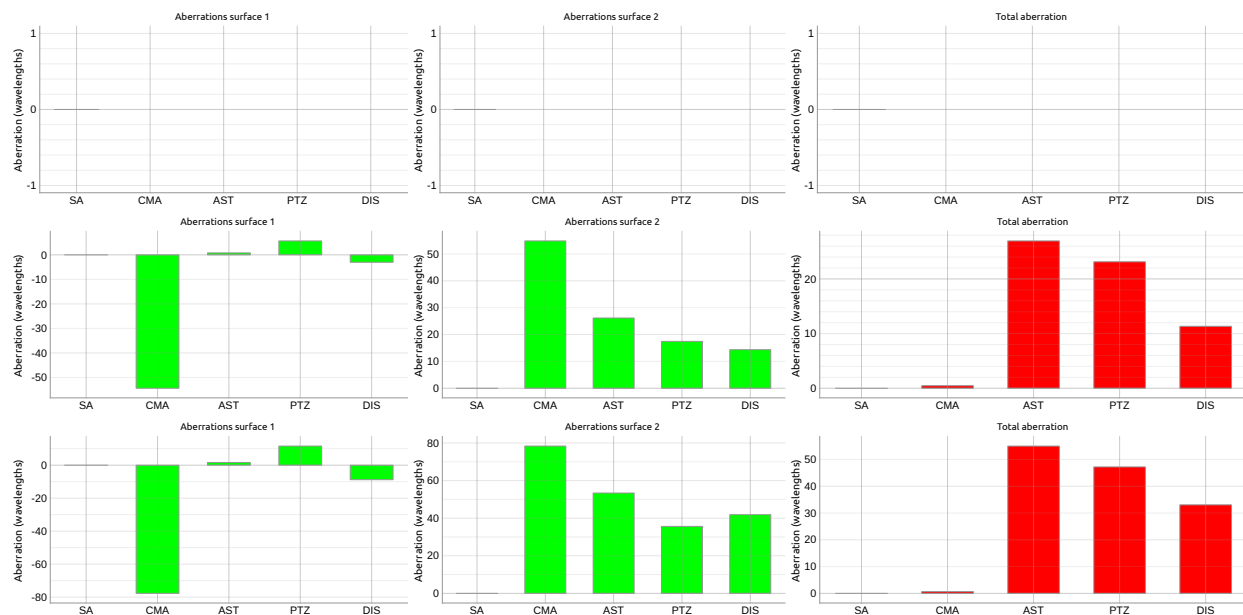 Aberrations surface 1
Aberration (wavelengths)
1
0
-1
SA CMA AST PTZ DIS
Aberrations surface 2
Aberration (wavelengths)
1
0
-1
SA CMA AST PTZ DIS
Total aberration
Aberration (wavelengths)
1
0
-1
SA CMA AST PTZ DIS
Aberrations surface 1
Aberration (wavelengths)
0
-10
-20
-30
-40
-50
SA CMA AST PTZ DIS
Aberrations surface 2
Aberration (wavelengths)
50
40
30
20
10
0
SA CMA AST PTZ DIS
Total aberration
Aberration (wavelengths)
20
10
0
SA CMA AST PTZ DIS
Aberrations surface 1
Aberration (wavelengths)
0
-20
-40
-60
-80
SA CMA AST PTZ DIS
Aberrations surface 2
Aberration (wavelengths)
80
60
40
20
0
SA CMA AST PTZ DIS
Total aberration
Aberration (wavelengths)
50
40
30
20
10
0
SA CMA AST PTZ DIS